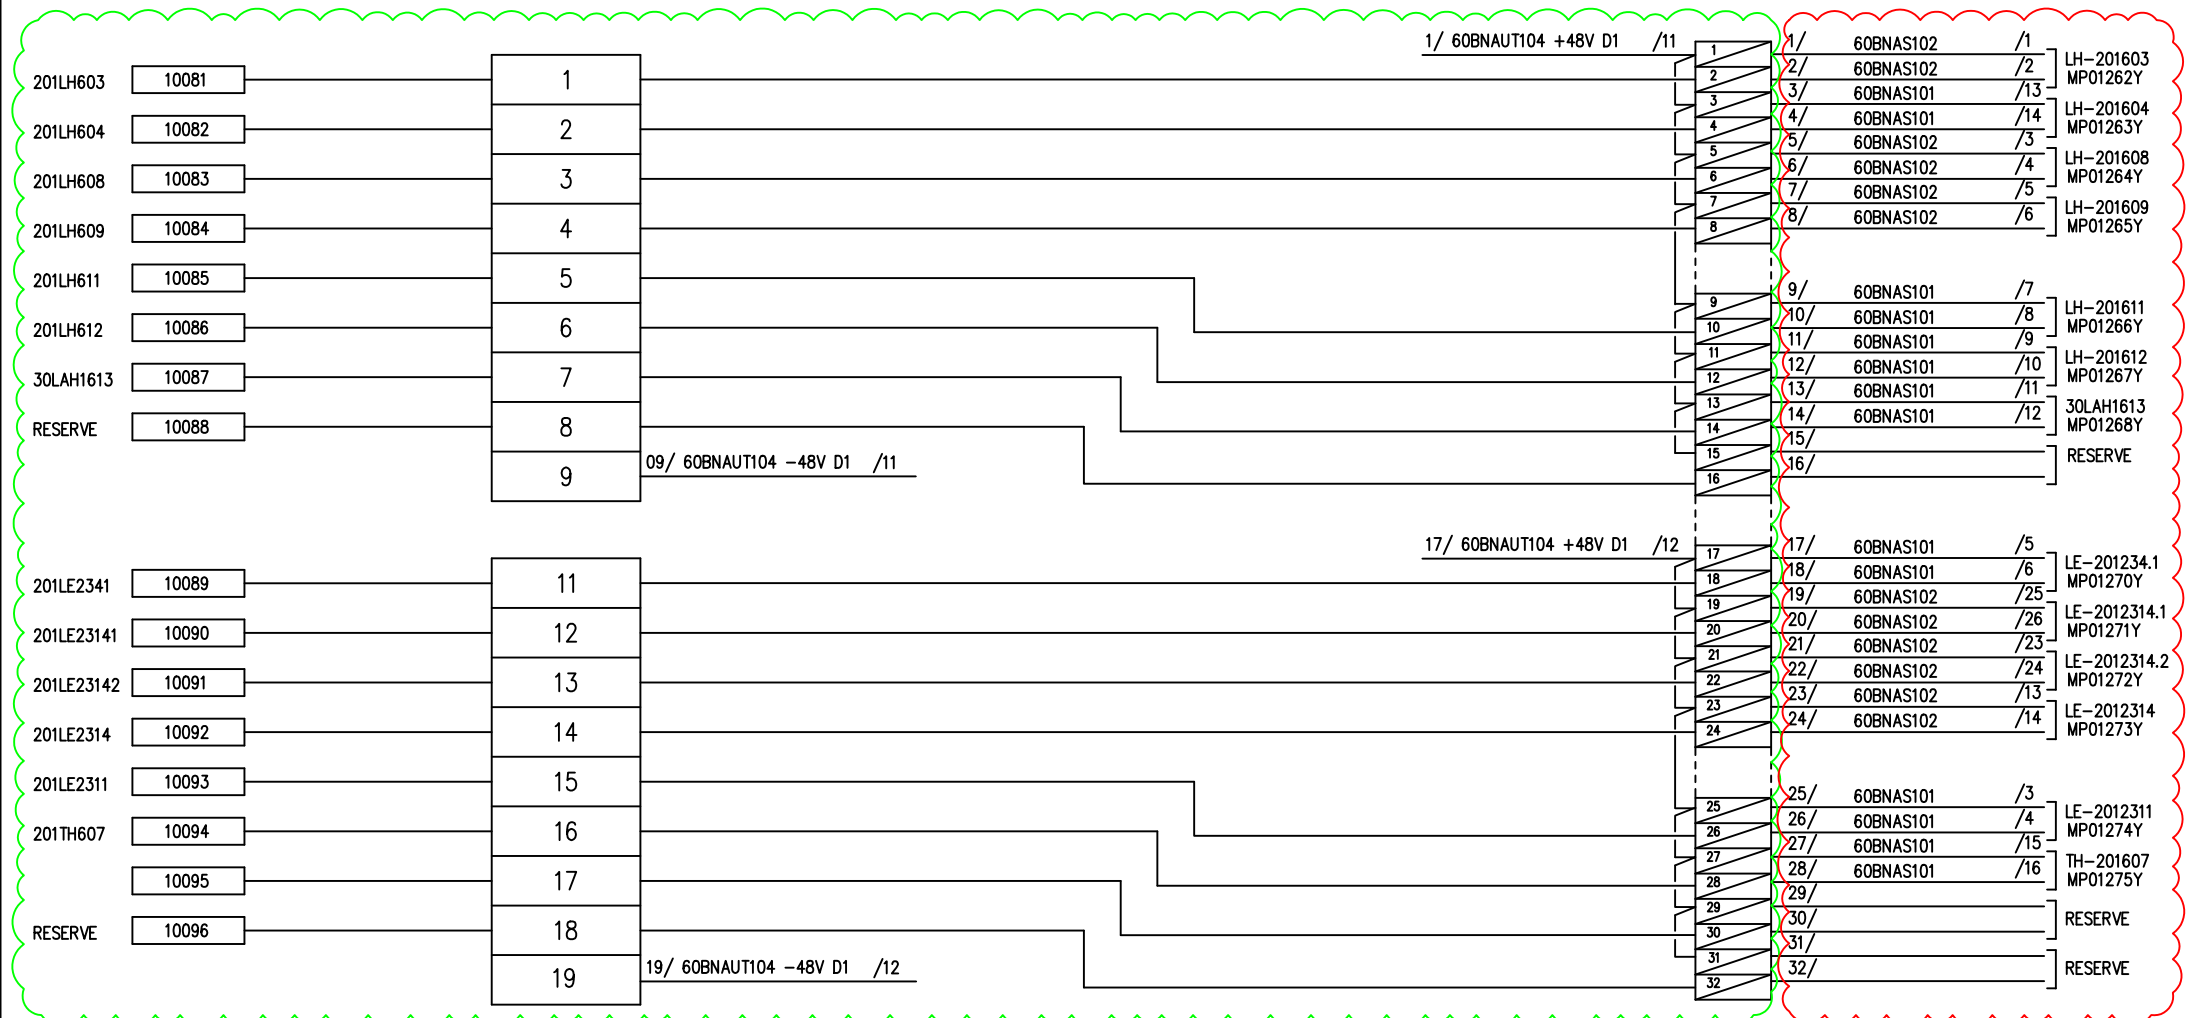 1/ 60BNAUT104 +48V D1 /11
201LH603 10081 1
201LH604 10082 2
201LH608 10083 3
201LH609 10084 4
201LH611 10085 5
201LH612 10086 6
30LAH1613 10087 7
RESERVE 10088 8
9 09/ 60BNAUT104 -48V D1 /11
1 1/ 60BNAS102 /1
2 2/ 60BNAS102 /2
LH-201603
MP01262Y
3 3/ 60BNAS101 /13
4 4/ 60BNAS101 /14
LH-201604
MP01263Y
5 5/ 60BNAS102 /3
6 6/ 60BNAS102 /4
LH-201608
MP01264Y
7 7/ 60BNAS102 /5
8 8/ 60BNAS102 /6
LH-201609
MP01265Y
9 9/ 60BNAS101 /7
10 10/ 60BNAS101 /8
LH-201611
MP01266Y
11 11/ 60BNAS101 /9
12 12/ 60BNAS101 /10
LH-201612
MP01267Y
13 13/ 60BNAS101 /11
14 14/ 60BNAS101 /12
30LAH1613
MP01268Y
15 15/
16 16/
RESERVE
17/ 60BNAUT104 +48V D1 /12
201LE2341 10089 11
201LE23141 10090 12
201LE23142 10091 13
201LE2314 10092 14
201LE2311 10093 15
201TH607 10094 16
10095 17
RESERVE 10096 18
19 19/ 60BNAUT104 -48V D1 /12
17 17/ 60BNAS101 /5
18 18/ 60BNAS101 /6
LE-201234.1
MP01270Y
19 19/ 60BNAS102 /25
20 20/ 60BNAS102 /26
LE-2012314.1
MP01271Y
21 21/ 60BNAS102 /23
22 22/ 60BNAS102 /24
LE-2012314.2
MP01272Y
23 23/ 60BNAS102 /13
24 24/ 60BNAS102 /14
LE-2012314
MP01273Y
25 25/ 60BNAS101 /3
26 26/ 60BNAS101 /4
LE-2012311
MP01274Y
27 27/ 60BNAS101 /15
28 28/ 60BNAS101 /16
TH-201607
MP01275Y
29 29/
30 30/
RESERVE
31 31/
32 32/
RESERVE